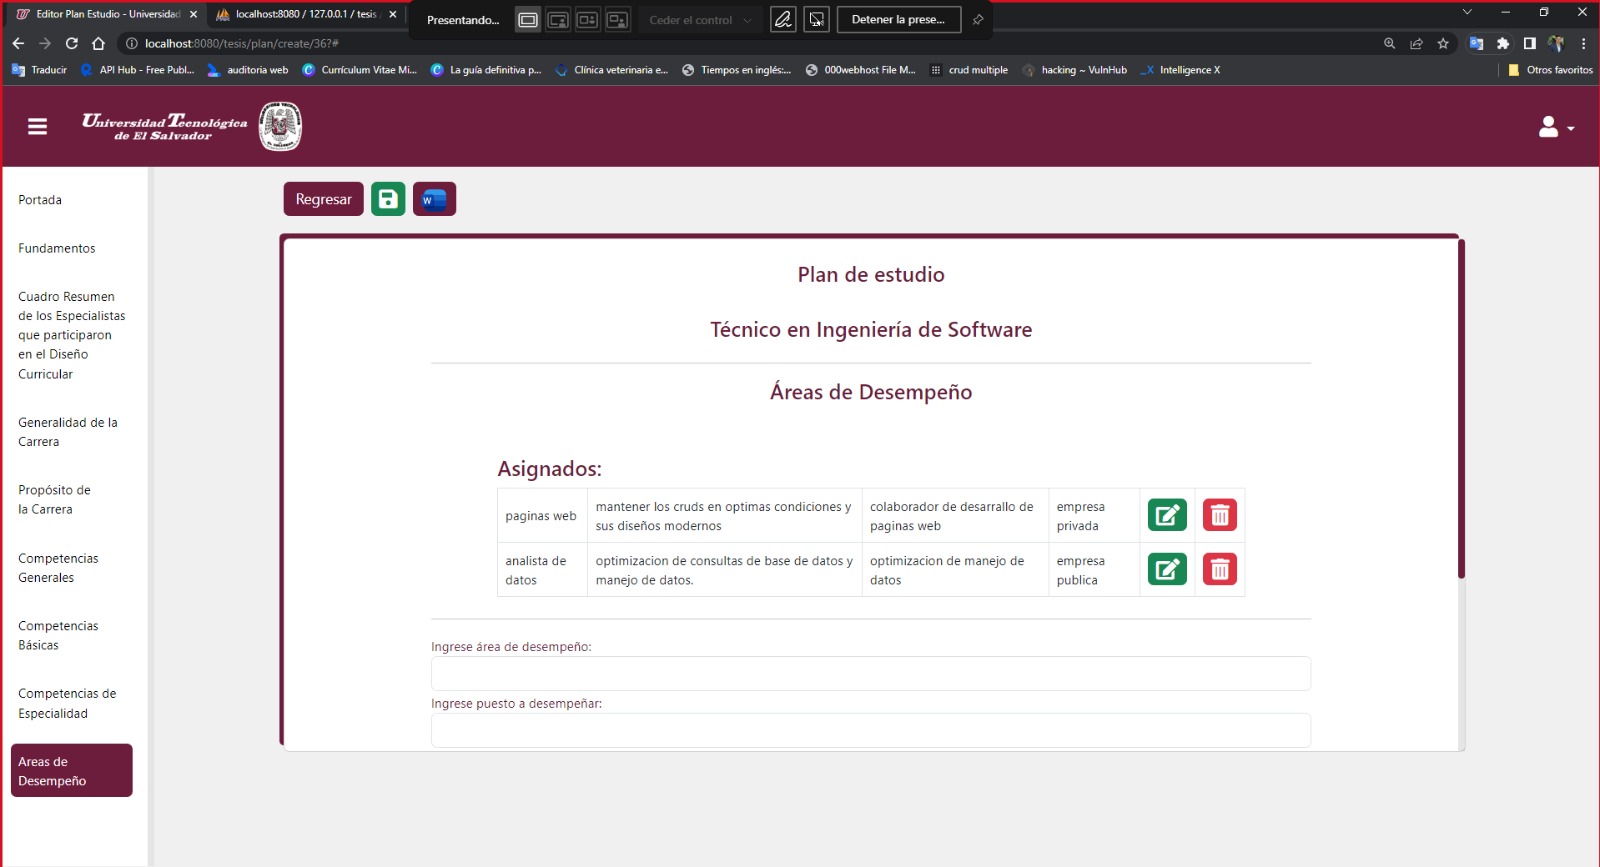 Editor Plan Estudio - Universidad
localhost:8080 / 127.0.0.1 / tesis
Presentando...
Ceder el control
Detener la prese...
localhost:8080/tesis/plan/create/36?#
Traducir
API Hub - Free Publ...
auditoria web
Currículum Vitae Mi...
La guía definitiva p...
Clínica veterinaria e...
Tiempos en inglés:...
000webhost File M...
crud multiple
hacking ~ VulnHub
Intelligence X
Otros favoritos
Universidad Tecnológica
de El Salvador
Portada
Fundamentos
Cuadro Resumen
de los Especialistas
que participaron
en el Diseño
Curricular
Generalidad de la
Carrera
Propósito de
la Carrera
Competencias
Generales
Competencias
Básicas
Competencias de
Especialidad
Areas de
Desempeño
Regresar
W
Plan de estudio
Técnico en Ingeniería de Software
Áreas de Desempeño
Asignados:
paginas web
mantener los cruds en optimas condiciones y
sus diseños modernos
colaborador de desarrallo de
paginas web
empresa
privada
analista de
datos
optimizacion de consultas de base de datos y
manejo de datos.
optimizacion de manejo de
datos
empresa
publica
Ingrese área de desempeño:
Ingrese puesto a desempeñar: